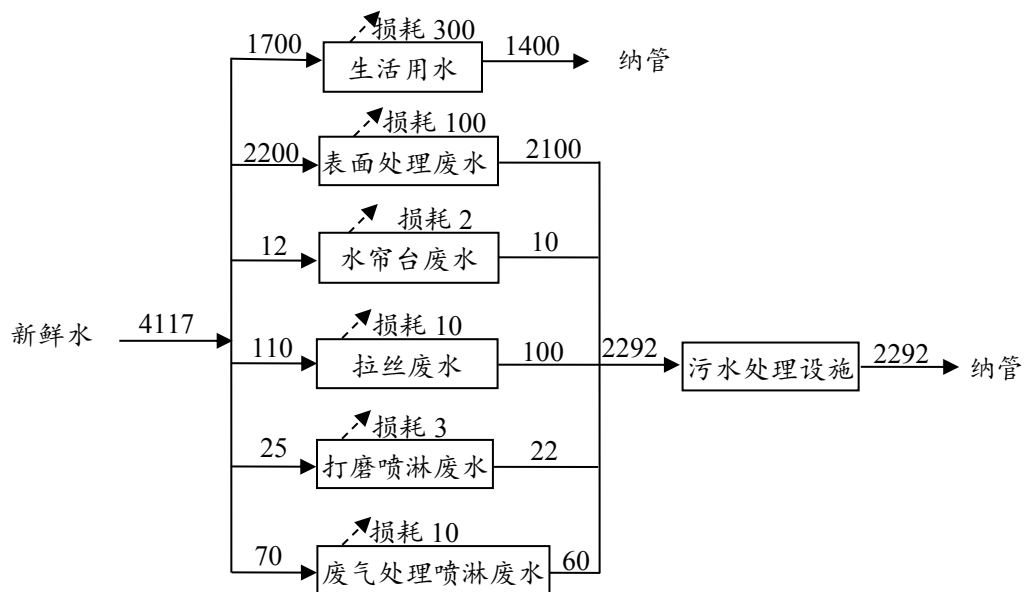 损耗 300
1700
生活用水
1400
纳管
损耗 100
2200
表面处理废水
2100
损耗 2
12
水帘台废水
10
新鲜水
4117
损耗 10
110
拉丝废水
100
2292
污水处理设施
2292
纳管
损耗 3
25
打磨喷淋废水
22
损耗 10
70
废气处理喷淋废水
60